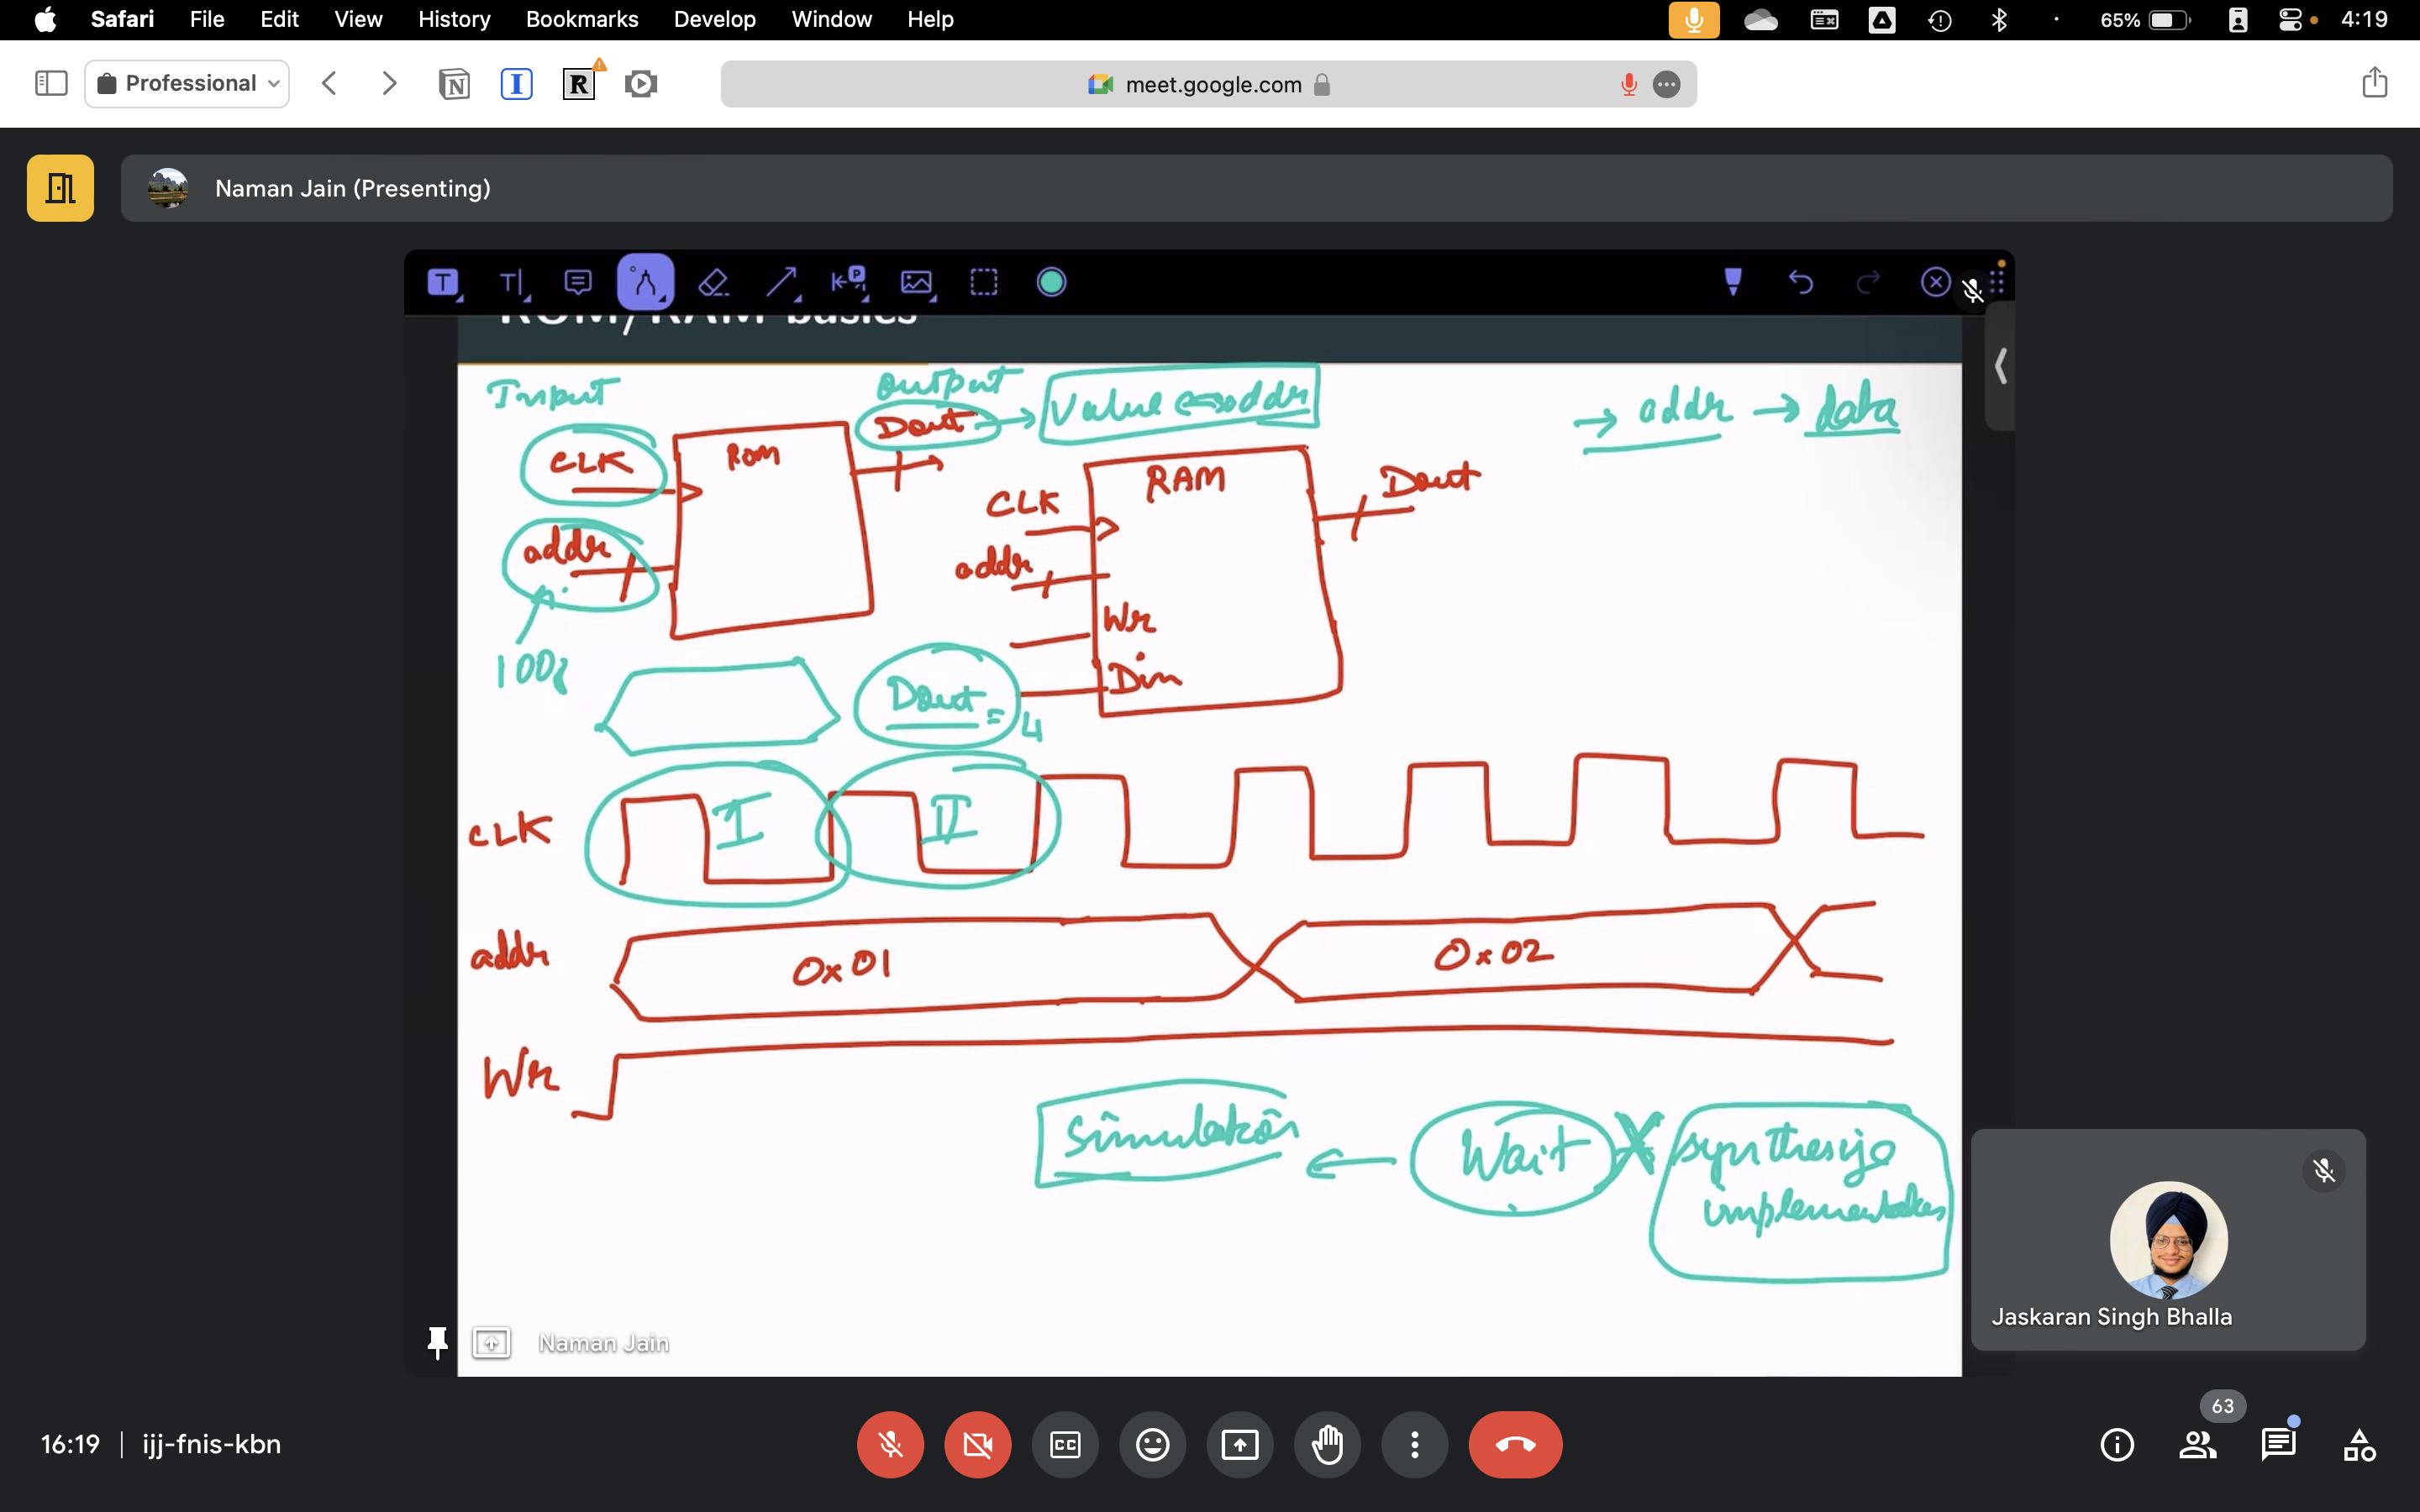 Safari File Edit View History Bookmarks Develop Window Help 65% 4:19
Professional meet.google.com
Naman Jain (Presenting)
ROM/RAM basics
Input
output
Dout → Value ↔ addr
→ addr → data
CLK
Rom
addr
CLK
RAM
Dout
addr
Wr
Din
Dout = 4
CLK
I
II
addr
0x01
0x02
Wr
Simulation ← Wait X synthesis
implementation
Jaskaran Singh Bhalla
Naman Jain
63
16:19 | ijj-fnis-kbn